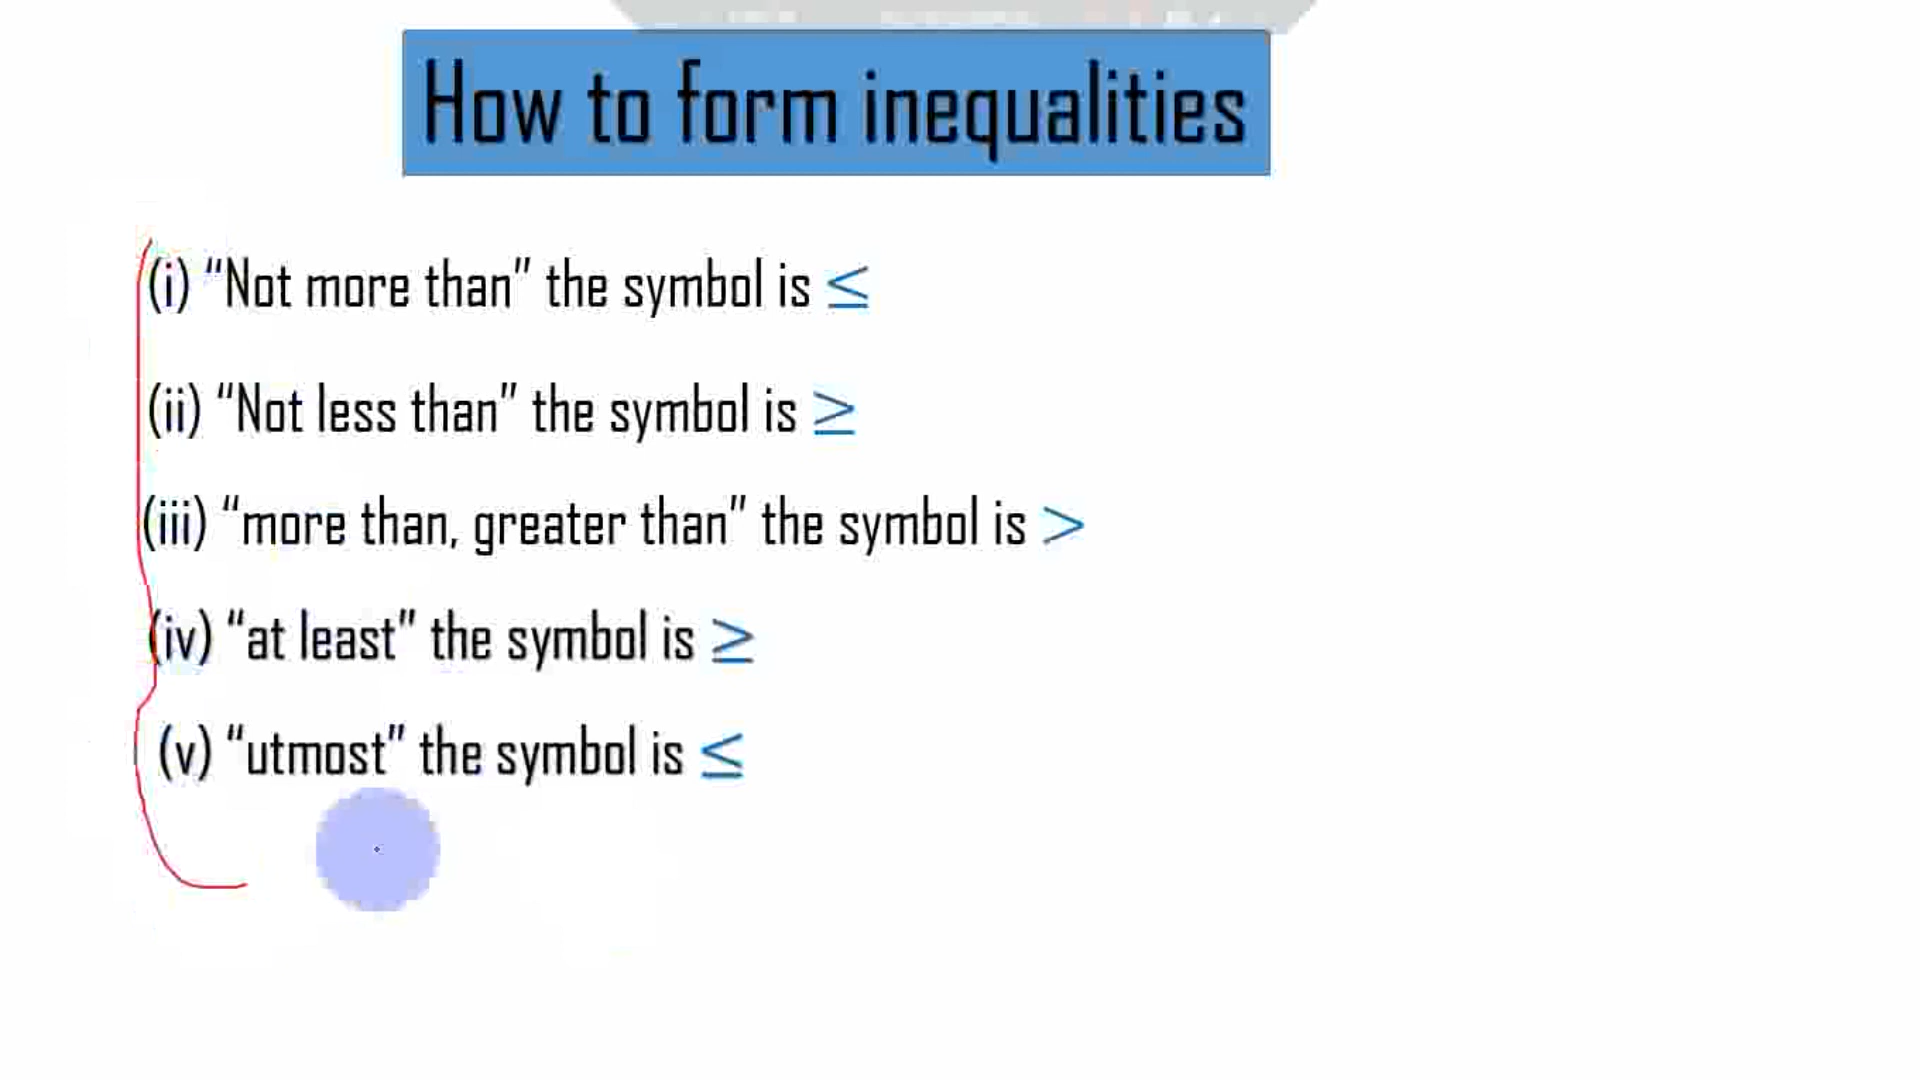 How to form inequalities
(i) “Not more than” the symbol is ≤
(ii) “Not less than” the symbol is ≥
(iii) “more than, greater than” the symbol is >
(iv) “at least” the symbol is ≥
(v) “utmost” the symbol is ≤